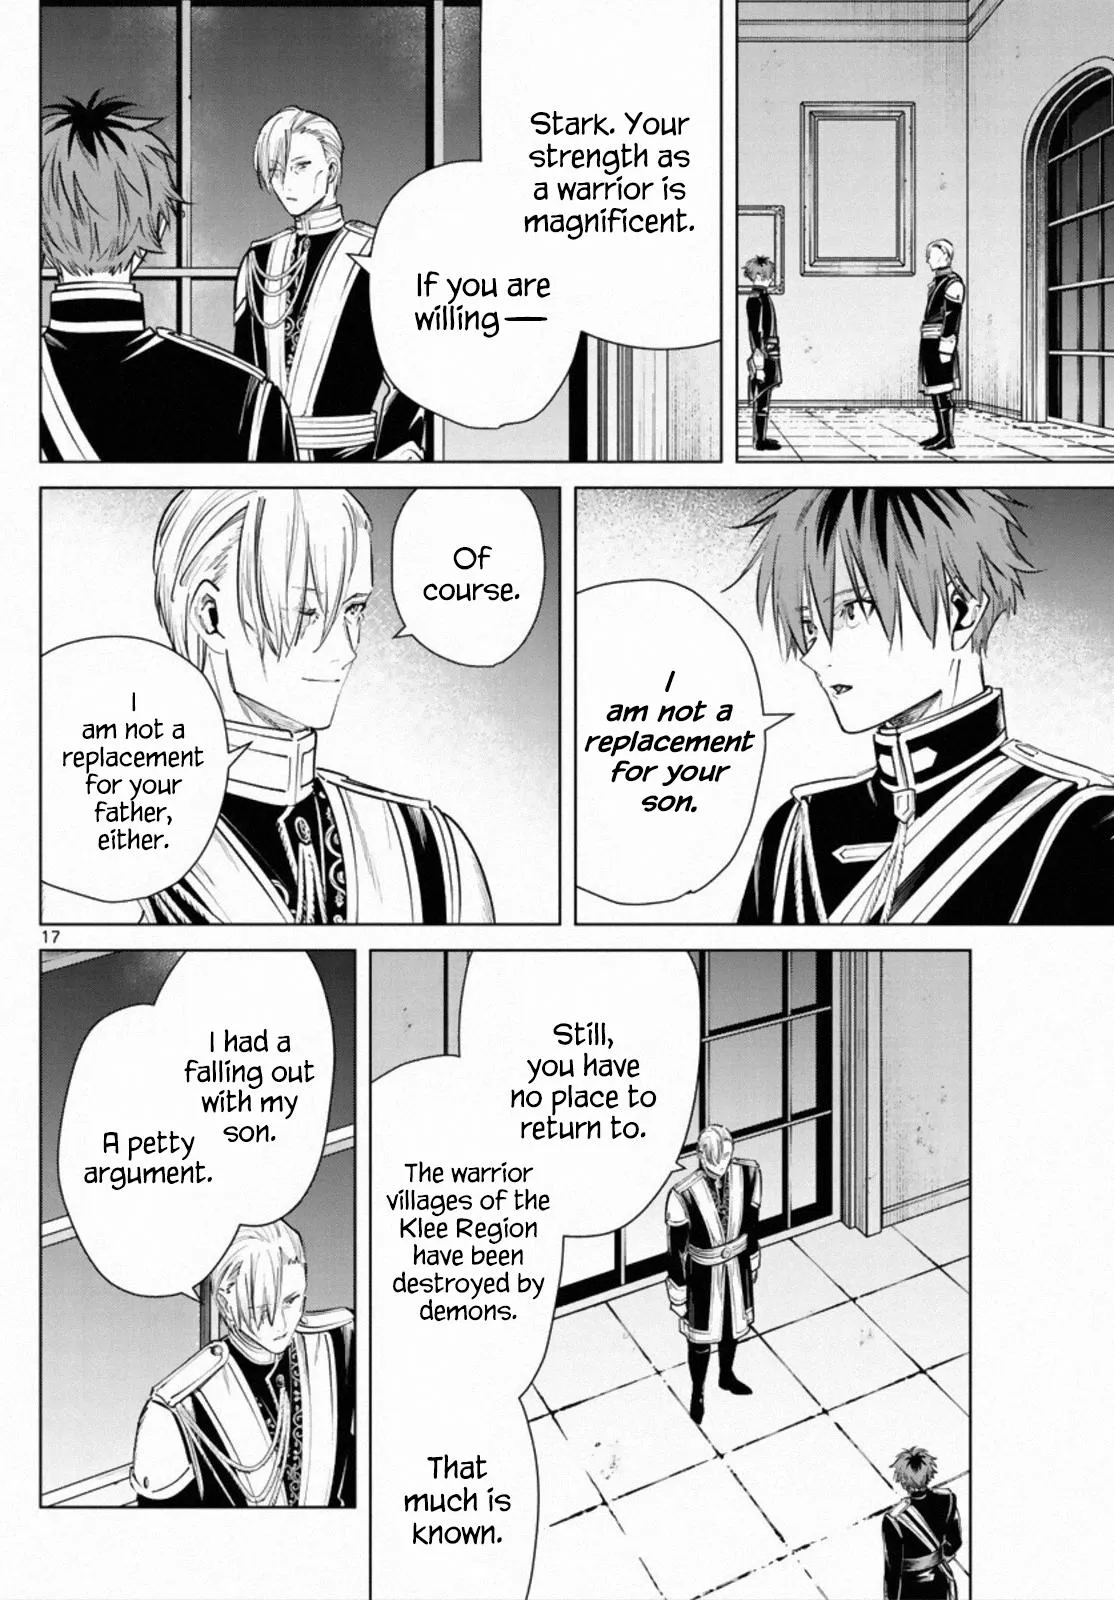 Stark. Your
strength as
a warrior is
magnificent.
If you are
willing—
I
am not a
replacement
for your
son.
Of
course.
I
am not a
replacement
for your
father,
either.
17
Still,
you have
no place to
return to.
The warrior
villages of the
Klee Region
have been
destroyed by
demons.
That
much is
known.
I had a
falling out
with my
son.
A petty
argument.